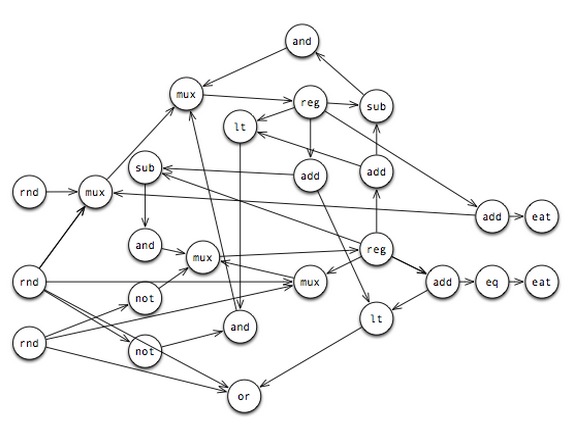 and
mux
reg
sub
lt
sub
add
add
rnd
mux
add
eat
and
mux
reg
rnd
not
mux
add
eq
eat
rnd
not
and
lt
or